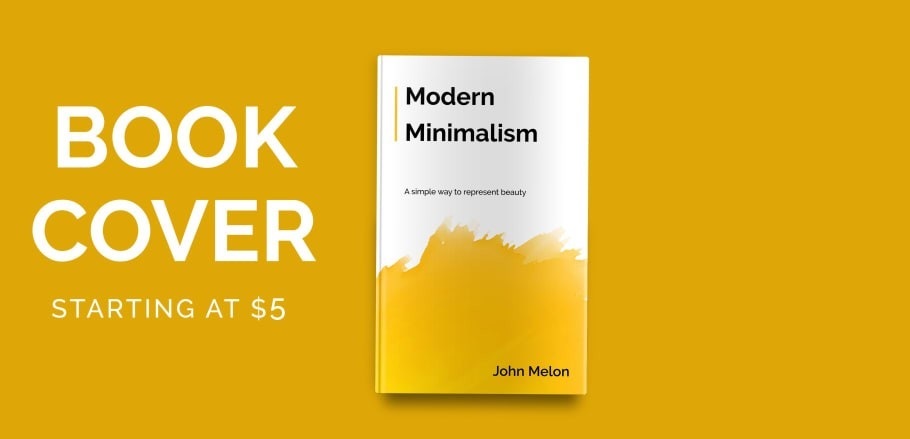 BOOK
COVER
STARTING AT $5
Modern
Minimalism
A simple way to represent beauty
John Melon